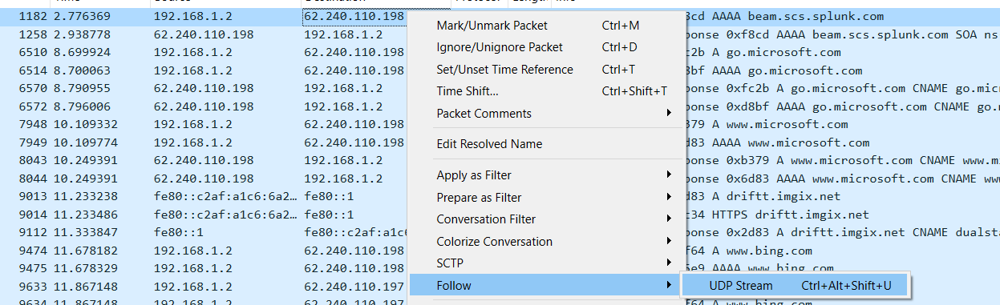 1182 2.776369 192.168.1.2 62.240.110.198 8cd AAAA beam.scs.splunk.com
1258 2.938778 62.240.110.198 192.168.1.2 ponse 0xf8cd AAAA beam.scs.splunk.com SOA ns
6510 8.699924 192.168.1.2 62.240.110.198 c2b A go.microsoft.com
6514 8.700063 192.168.1.2 62.240.110.198 8bf AAAA go.microsoft.com
6570 8.790955 62.240.110.198 192.168.1.2 ponse 0xfc2b A go.microsoft.com CNAME go.mic
6572 8.796006 62.240.110.198 192.168.1.2 ponse 0xd8bf AAAA go.microsoft.com CNAME go.
7948 10.109332 192.168.1.2 62.240.110.198 379 A www.microsoft.com
7949 10.109774 192.168.1.2 62.240.110.198 d83 AAAA www.microsoft.com
8043 10.249391 62.240.110.198 192.168.1.2 ponse 0xb379 A www.microsoft.com CNAME www.m
8044 10.249391 62.240.110.198 192.168.1.2 ponse 0x6d83 AAAA www.microsoft.com CNAME ww
9013 11.233238 fe80::c2af:a1c6:6a2… fe80::1 d83 A driftt.imgix.net
9014 11.233486 fe80::c2af:a1c6:6a2… fe80::1 c34 HTTPS driftt.imgix.net
9112 11.333847 fe80::1 fe80::c2af:a1c6 ponse 0x2d83 A driftt.imgix.net CNAME dualsta
9474 11.678182 192.168.1.2 62.240.110.198 f64 A www.bing.com
9475 11.678329 192.168.1.2 62.240.110.198 5e9 AAAA www.bing.com
9633 11.867148 192.168.1.2 62.240.110.197 f64 A www.bing.com
9634 11.867148 192.168.1.2 62.240.110.197
Mark/Unmark Packet Ctrl+M
Ignore/Unignore Packet Ctrl+D
Set/Unset Time Reference Ctrl+T
Time Shift... Ctrl+Shift+T
Packet Comments
Edit Resolved Name
Apply as Filter
Prepare as Filter
Conversation Filter
Colorize Conversation
SCTP
Follow
UDP Stream Ctrl+Alt+Shift+U